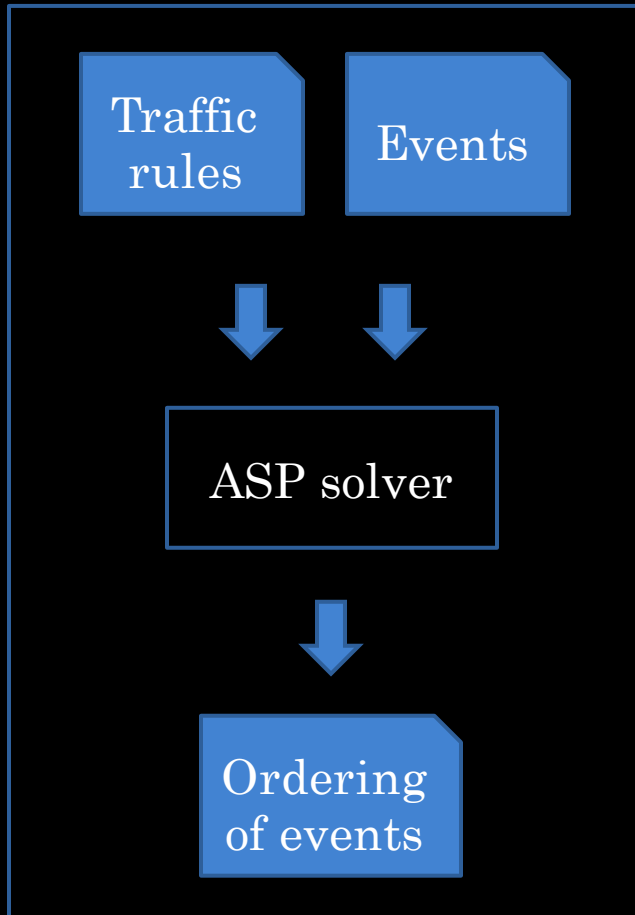 Traffic
rules
Events
ASP solver
Ordering
of events